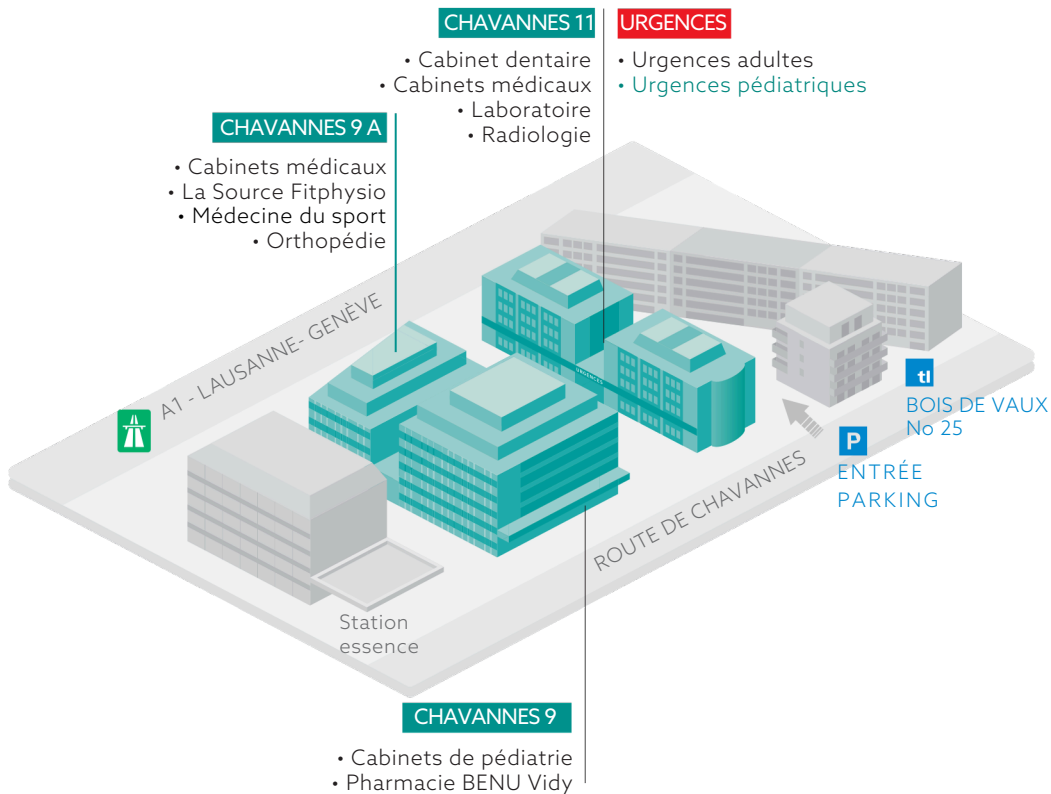 CHAVANNES 11
• Cabinet dentaire
• Cabinets médicaux
• Laboratoire
• Radiologie
URGENCES
• Urgences adultes
• Urgences pédiatriques
CHAVANNES 9 A
• Cabinets médicaux
• La Source Fitphysio
• Médecine du sport
• Orthopédie
A1 - LAUSANNE- GENÈVE
URGENCES
tl
BOIS DE VAUX
No 25
P
ENTRÉE
PARKING
ROUTE DE CHAVANNES
Station
essence
CHAVANNES 9
• Cabinets de pédiatrie
• Pharmacie BENU Vidy